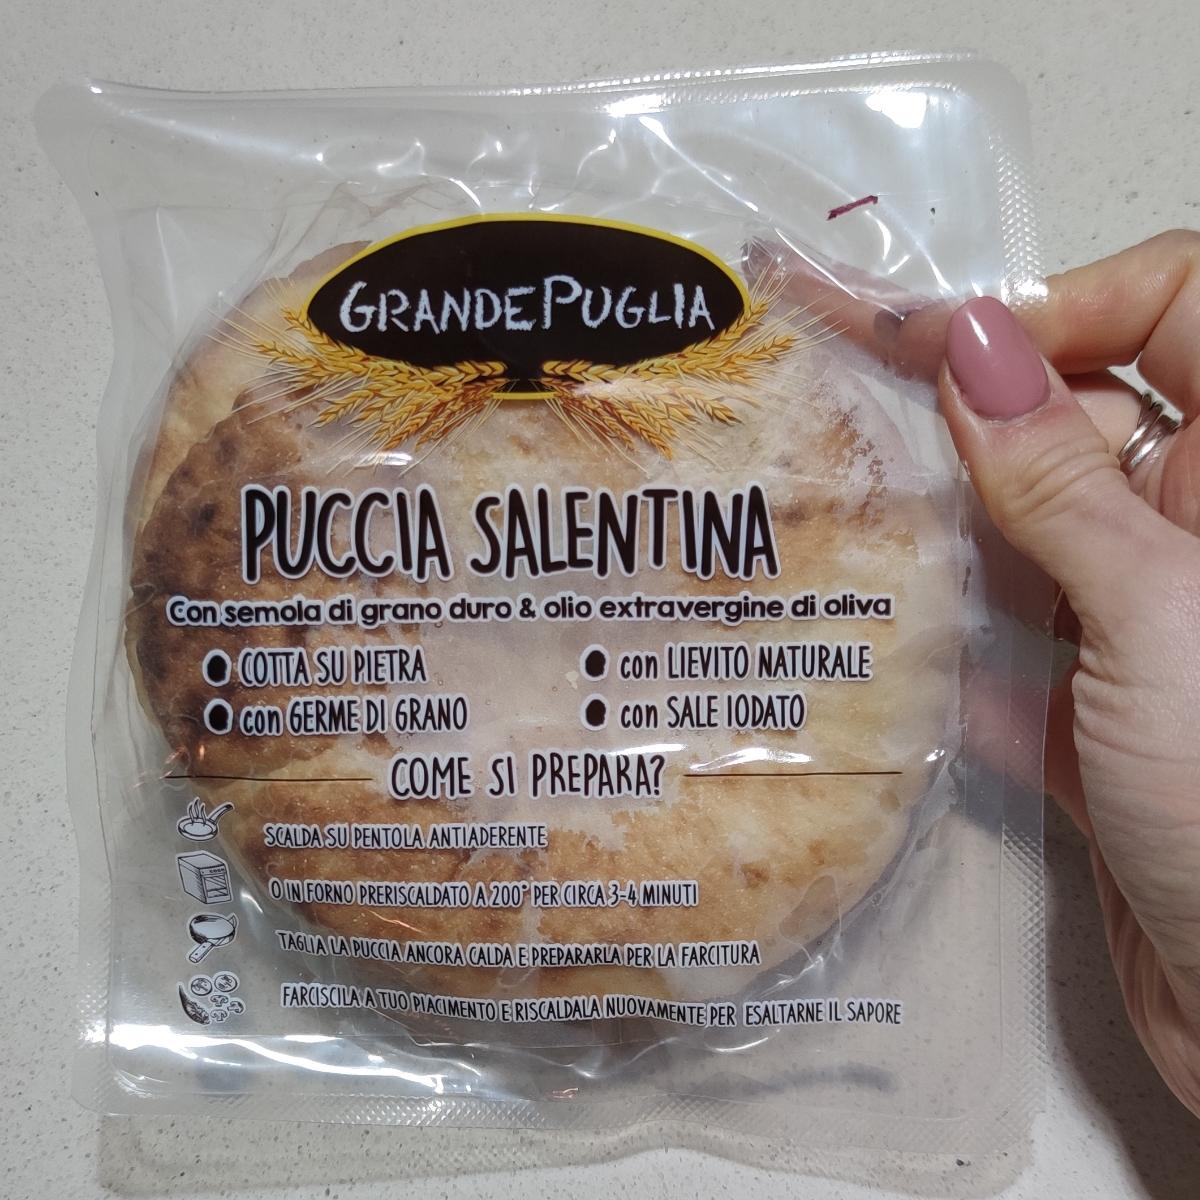 GRANDEPUGLIA
PUCCIA SALENTINA
Con semola di grano duro & olio extravergine di oliva
COTTA SU PIETRA
con LIEVITO NATURALE
con GERME DI GRANO
con SALE IODATO
COME SI PREPARA?
SCALDA SU PENTOLA ANTIADERENTE
O IN FORNO PRERISCALDATO A 200° PER CIRCA 3-4 MINUTI
TAGLIA LA PUCCIA ANCORA CALDA E PREPARARLA PER LA FARCITURA
FARCISCILA A TUO PIACIMENTO E RISCALDALA NUOVAMENTE PER ESALTARNE IL SAPORE